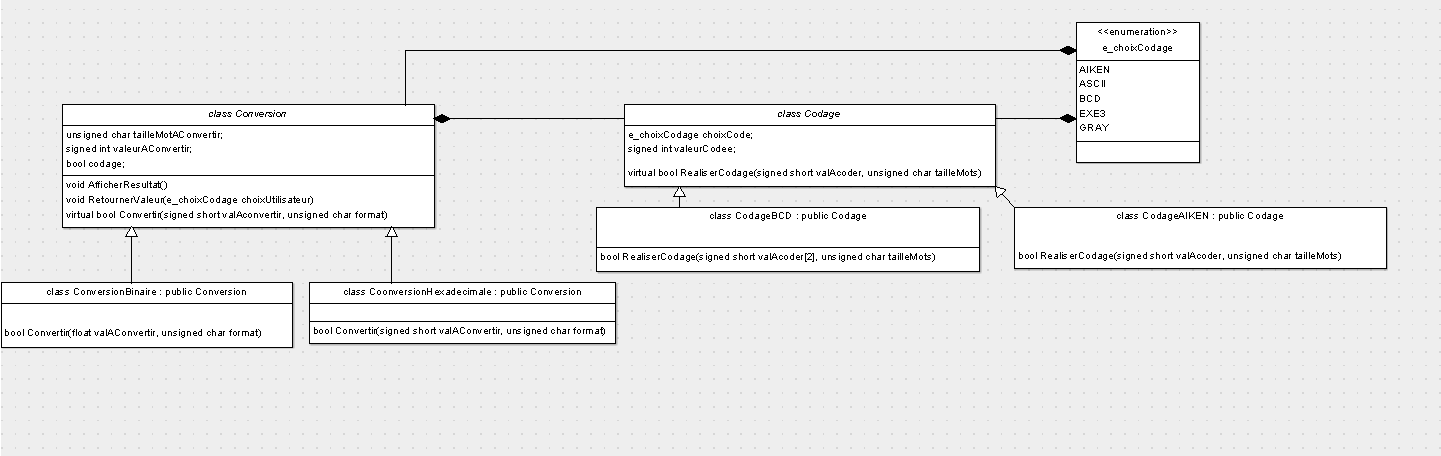 <<enumeration>>
e_choixCodage
AIKEN
ASCII
BCD
EXE3
GRAY
class Conversion
unsigned char tailleMotAConvertir;
signed int valeurAConvertir;
bool codage;
void AfficherResultat()
void RetournerValeur(e_choixCodage choixUtilisateur)
virtual bool Convertir(signed short valAconvertir, unsigned char format)
class Codage
e_choixCodage choixCode;
signed int valeurCodee;
virtual bool RealiserCodage(signed short valAcoder, unsigned char tailleMots)
class CodageBCD : public Codage
bool RealiserCodage(signed short valAcoder[2], unsigned char tailleMots)
class CodageAIKEN : public Codage
bool RealiserCodage(signed short valAcoder, unsigned char tailleMots)
class ConversionBinaire : public Conversion
bool Convertir(float valAConvertir, unsigned char format)
class CoonversionHexadecimale : public Conversion
bool Convertir(signed short valAConvertir, unsigned char format)